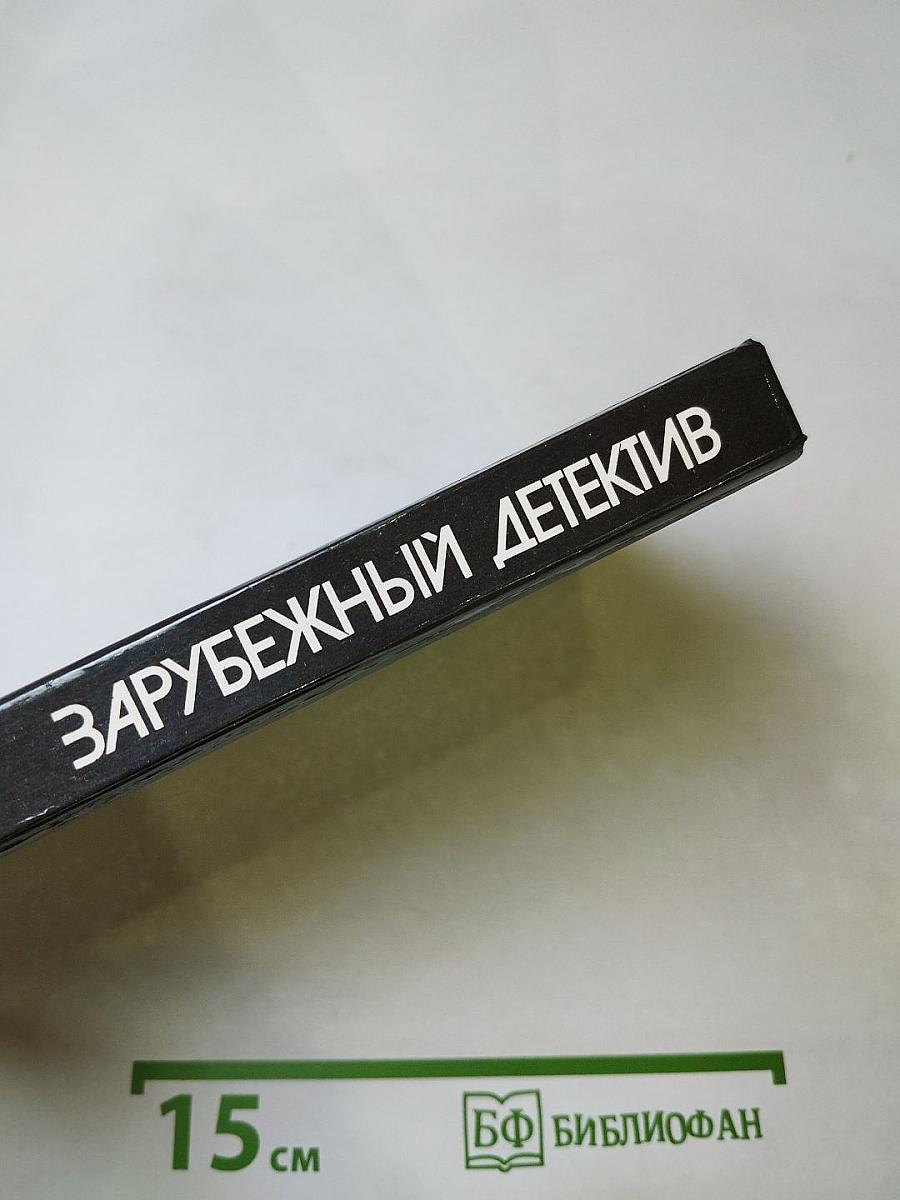 ЗАРУБЕЖНЫЙ ДЕТЕКТИВ
15 см
БФ БИБЛИОФАН